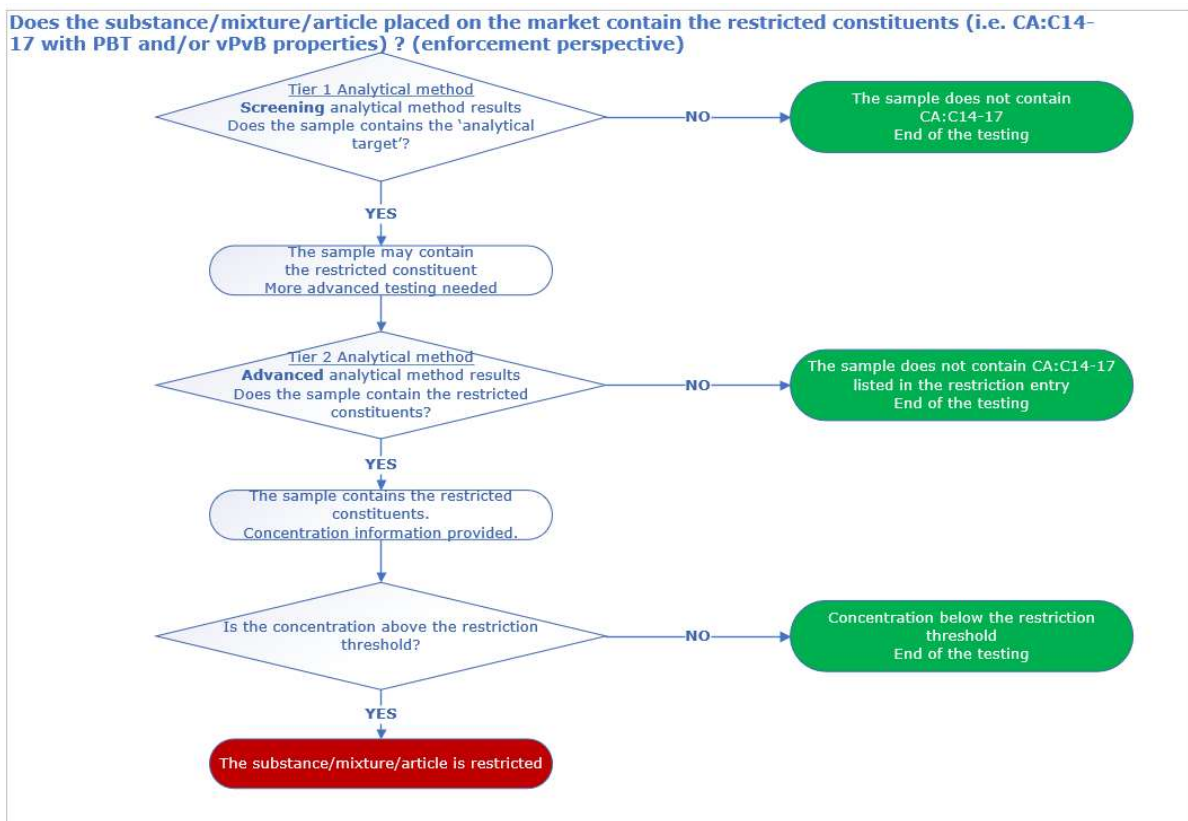 Does the substance/mixture/article placed on the market contain the restricted constituents (i.e. CA:C14-
17 with PBT and/or vPvB properties) ? (enforcement perspective)
Tier 1 Analytical method
Screening analytical method results
Does the sample contains the 'analytical
target'?
NO
The sample does not contain
CA:C14-17
End of the testing
YES
The sample may contain
the restricted constituent
More advanced testing needed
Tier 2 Analytical method
Advanced analytical method results
Does the sample contain the restricted
constituents?
NO
The sample does not contain CA:C14-17
listed in the restriction entry
End of the testing
YES
The sample contains the restricted
constituents.
Concentration information provided.
Is the concentration above the restriction
threshold?
NO
Concentration below the restriction
threshold
End of the testing
YES
The substance/mixture/article is restricted